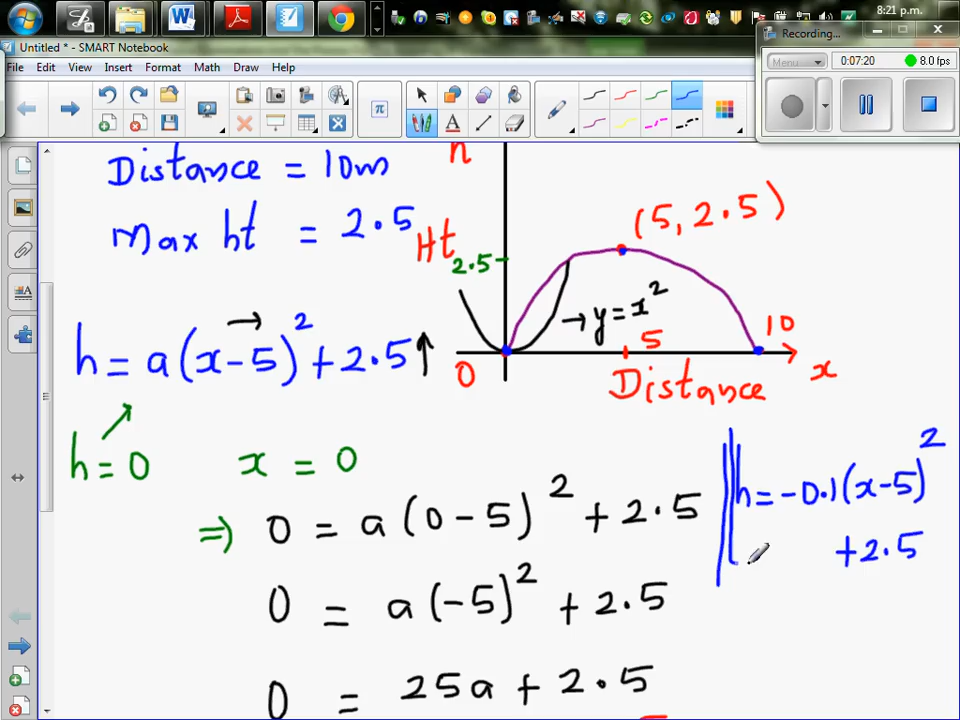 8:21 p.m.
Untitled * - SMART Notebook
Recording...
File Edit View Insert Format Math Draw Help
Menu
0:07:20
8.0 fps
Distance = 10m
Max ht = 2.5
h
Ht
2.5
(5, 2.5)
→ y = x²
0
5
10
x
Distance
h = a(x-5)² + 2.5 ↑
h = 0 x = 0
⇒ 0 = a(0-5)² + 2.5
0 = a(-5)² + 2.5
0 = 25a + 2.5
h = -0.1(x-5)²
+2.5